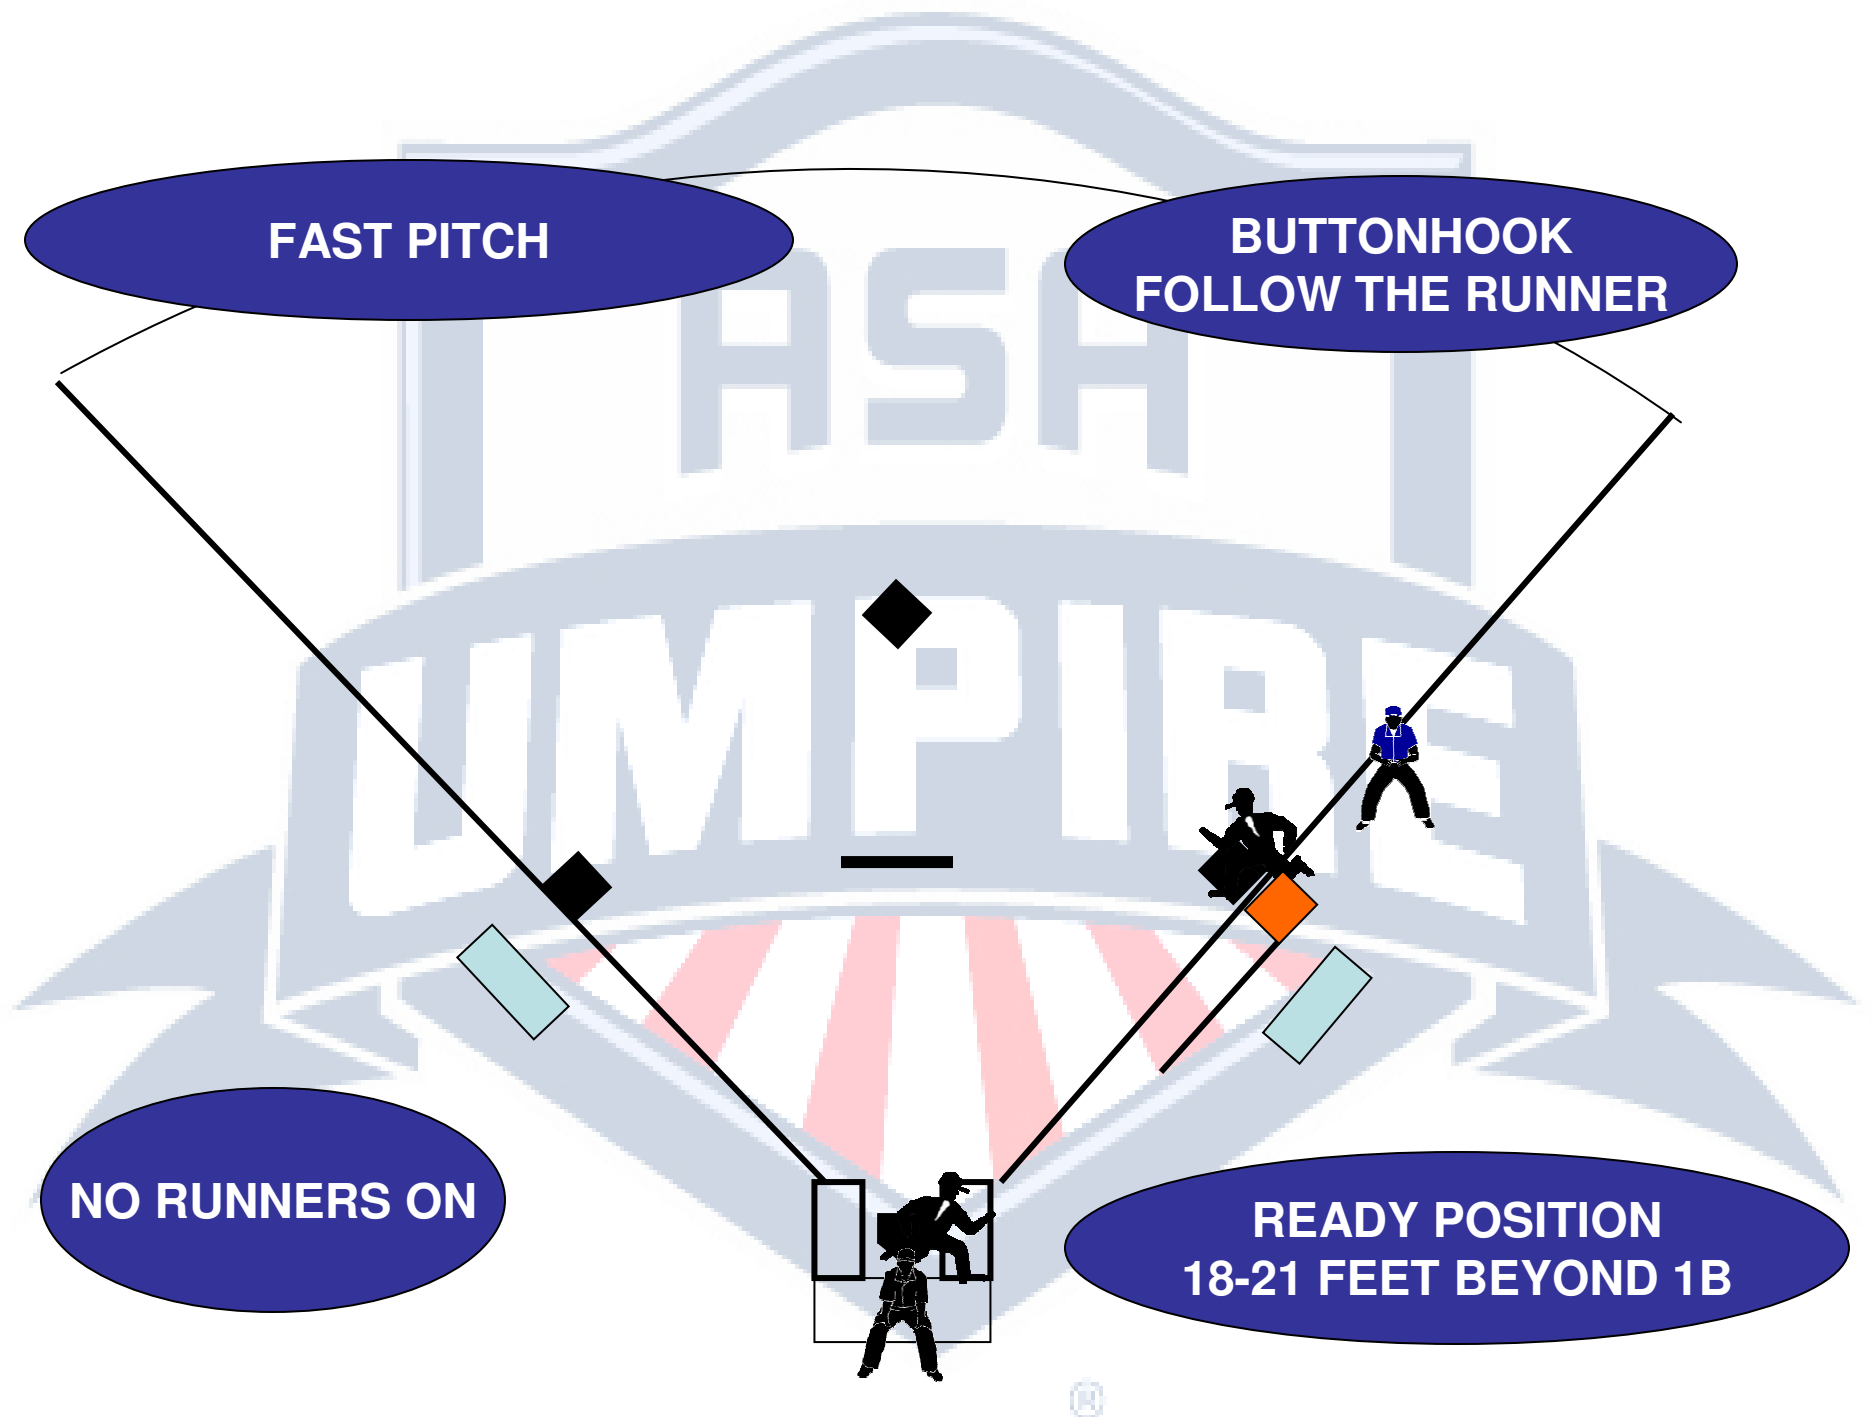 FAST PITCH
BUTTONHOOK
FOLLOW THE RUNNER
ASA
UMPIRE
NO RUNNERS ON
READY POSITION
18-21 FEET BEYOND 1B
®